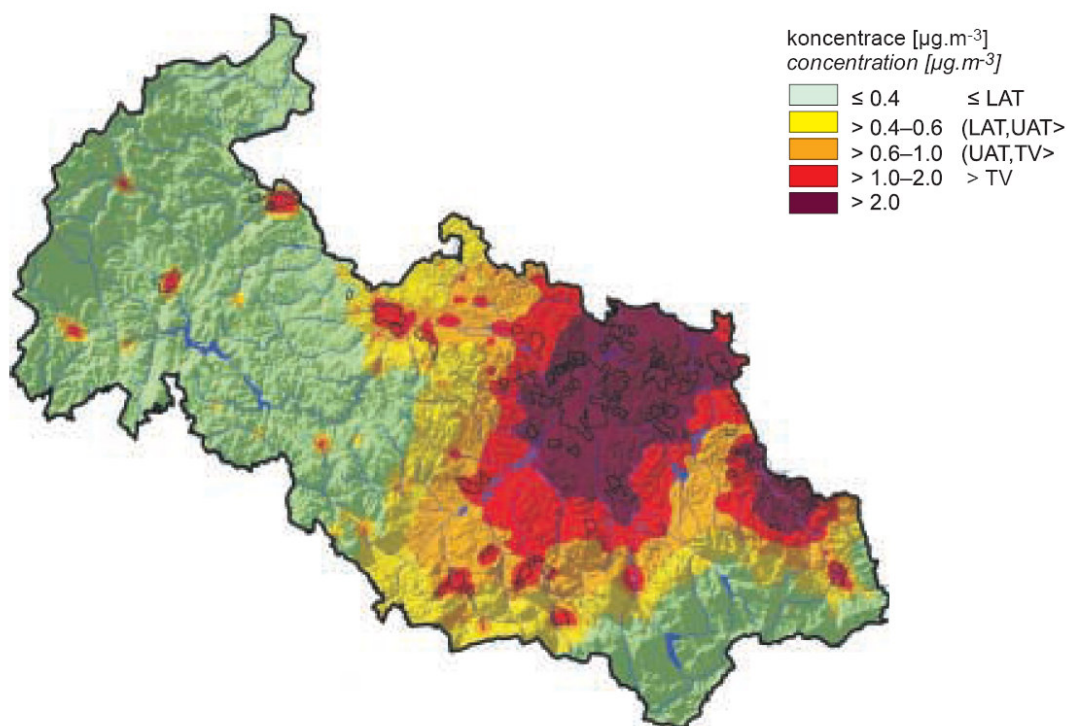 koncentrace [µg.m-3]
concentration [µg.m-3]
≤ 0.4 ≤ LAT
> 0.4–0.6 (LAT,UAT>
> 0.6–1.0 (UAT,TV>
> 1.0–2.0 > TV
> 2.0